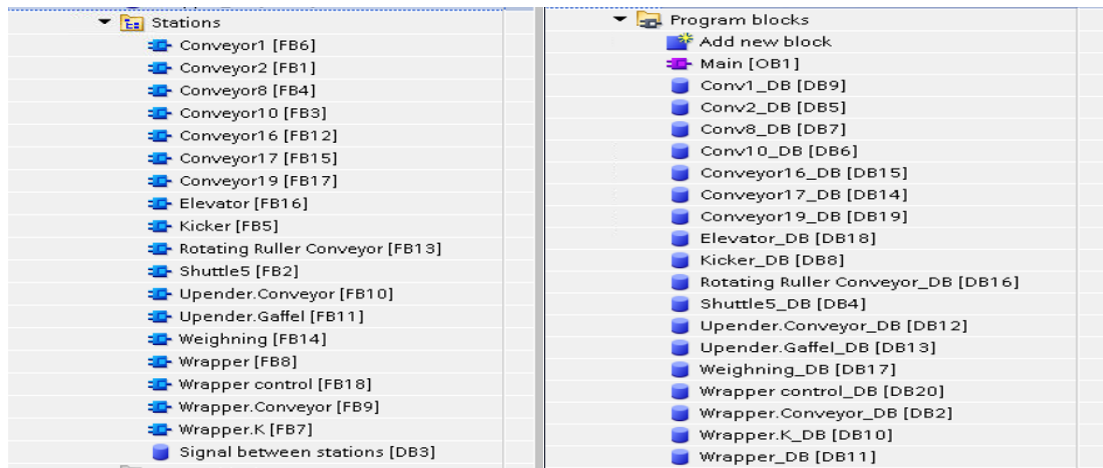 Stations
Conveyor1 [FB6]
Conveyor2 [FB1]
Conveyor8 [FB4]
Conveyor10 [FB3]
Conveyor16 [FB12]
Conveyor17 [FB15]
Conveyor19 [FB17]
Elevator [FB16]
Kicker [FB5]
Rotating Ruller Conveyor [FB13]
Shuttle5 [FB2]
Upender.Conveyor [FB10]
Upender.Gaffel [FB11]
Weighning [FB14]
Wrapper [FB8]
Wrapper control [FB18]
Wrapper.Conveyor [FB9]
Wrapper.K [FB7]
Signal between stations [DB3]
Program blocks
Add new block
Main [OB1]
Conv1_DB [DB9]
Conv2_DB [DB5]
Conv8_DB [DB7]
Conv10_DB [DB6]
Conveyor16_DB [DB15]
Conveyor17_DB [DB14]
Conveyor19_DB [DB19]
Elevator_DB [DB18]
Kicker_DB [DB8]
Rotating Ruller Conveyor_DB [DB16]
Shuttle5_DB [DB4]
Upender.Conveyor_DB [DB12]
Upender.Gaffel_DB [DB13]
Weighning_DB [DB17]
Wrapper control_DB [DB20]
Wrapper.Conveyor_DB [DB2]
Wrapper.K_DB [DB10]
Wrapper_DB [DB11]